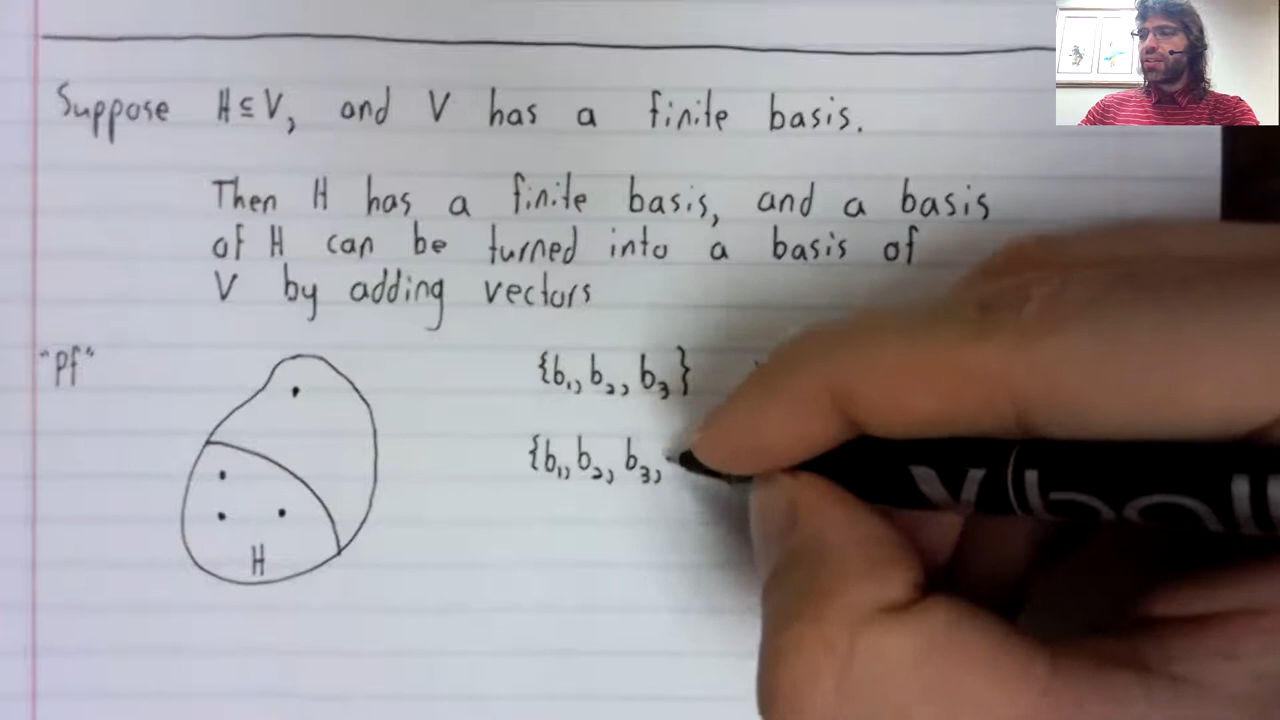 Suppose H ⊆ V, and V has a finite basis.
Then H has a finite basis, and a basis
of H can be turned into a basis of
V by adding vectors
"Pf"
{b₁, b₂, b₃}
{b₁, b₂, b₃,
H